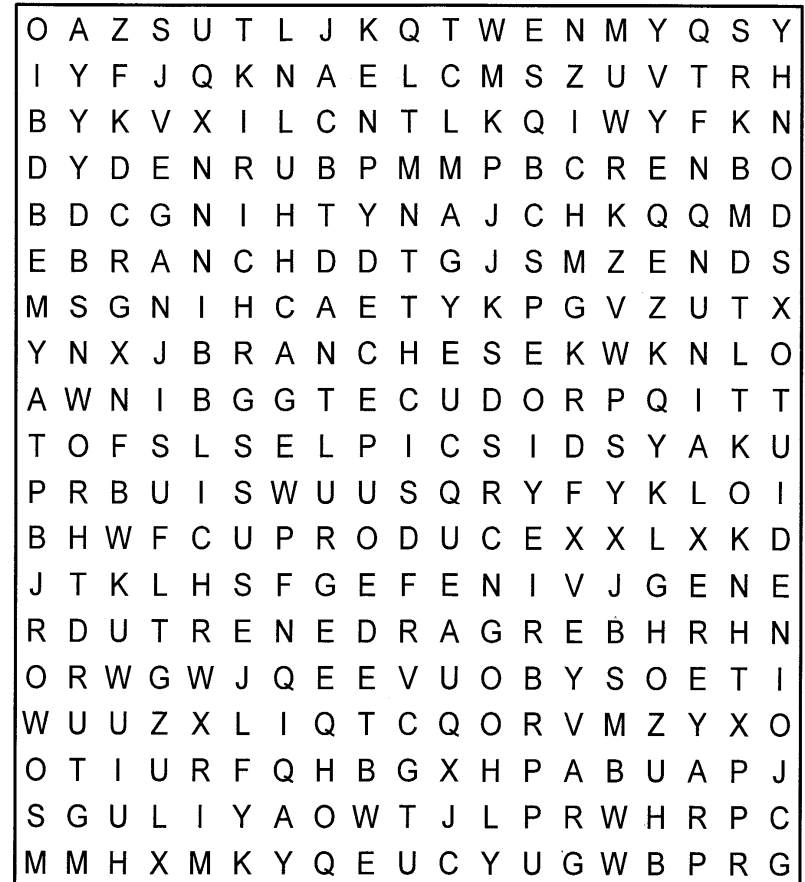 O A Z S U T L J K Q T W E N M Y Q S Y
I Y F J Q K N A E L C M S Z U V T R H
B Y K V X I L C N T L K Q I W Y F K N
D Y D E N R U B P M M P B C R E N B O
B D C G N I H T Y N A J C H K Q Q M D
E B R A N C H D D T G J S M Z E N D S
M S G N I H C A E T Y K P G V Z U T X
Y N X J B R A N C H E S E K W K N L O
A W N I B G G T E C U D O R P Q I T T
T O F S L S E L P I C S I D S Y A K U
P R B U I S W U U S Q R Y F Y K L O I
B H W F C U P R O D U C E X X L X K D
J T K L H S F G E F E N I V J G E N E
R D U T R E N E D R A G R E B H R H N
O R W G W J Q E E V U O B Y S O E T I
W U U Z X L I Q T C Q O R V M Z Y X O
O T I U R F Q H B G X H P A B U A P J
S G U L I Y A O W T J L P R W H R P C
M M H X M K Y Q E U C Y U G W B P R G